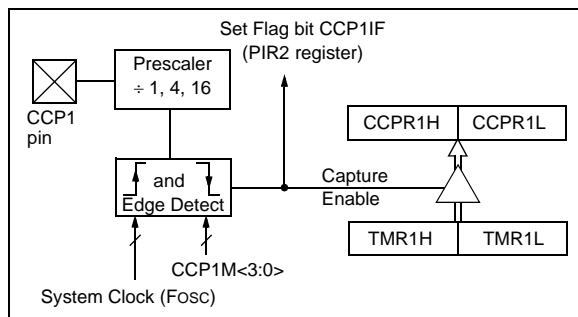 Set Flag bit CCP1IF
(PIR2 register)
Prescaler
÷ 1, 4, 16
CCP1
pin
CCPR1H
CCPR1L
and
Edge Detect
Capture
Enable
TMR1H
TMR1L
CCP1M<3:0>
System Clock (FOSC)